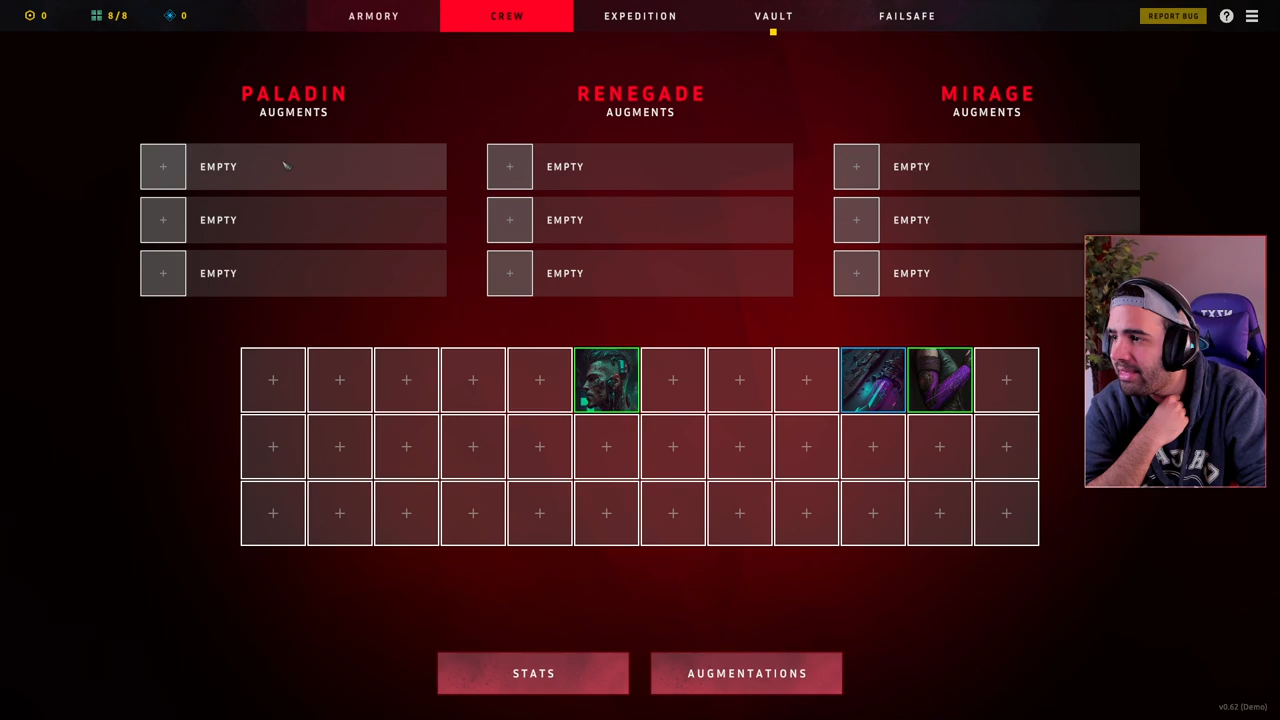 0
8/8
0
ARMORY
CREW
EXPEDITION
VAULT
FAILSAFE
REPORT BUG
?
PALADIN
AUGMENTS
RENEGADE
AUGMENTS
MIRAGE
AUGMENTS
EMPTY
EMPTY
EMPTY
EMPTY
EMPTY
EMPTY
EMPTY
EMPTY
EMPTY
STATS
AUGMENTATIONS
v0.62 (Demo)